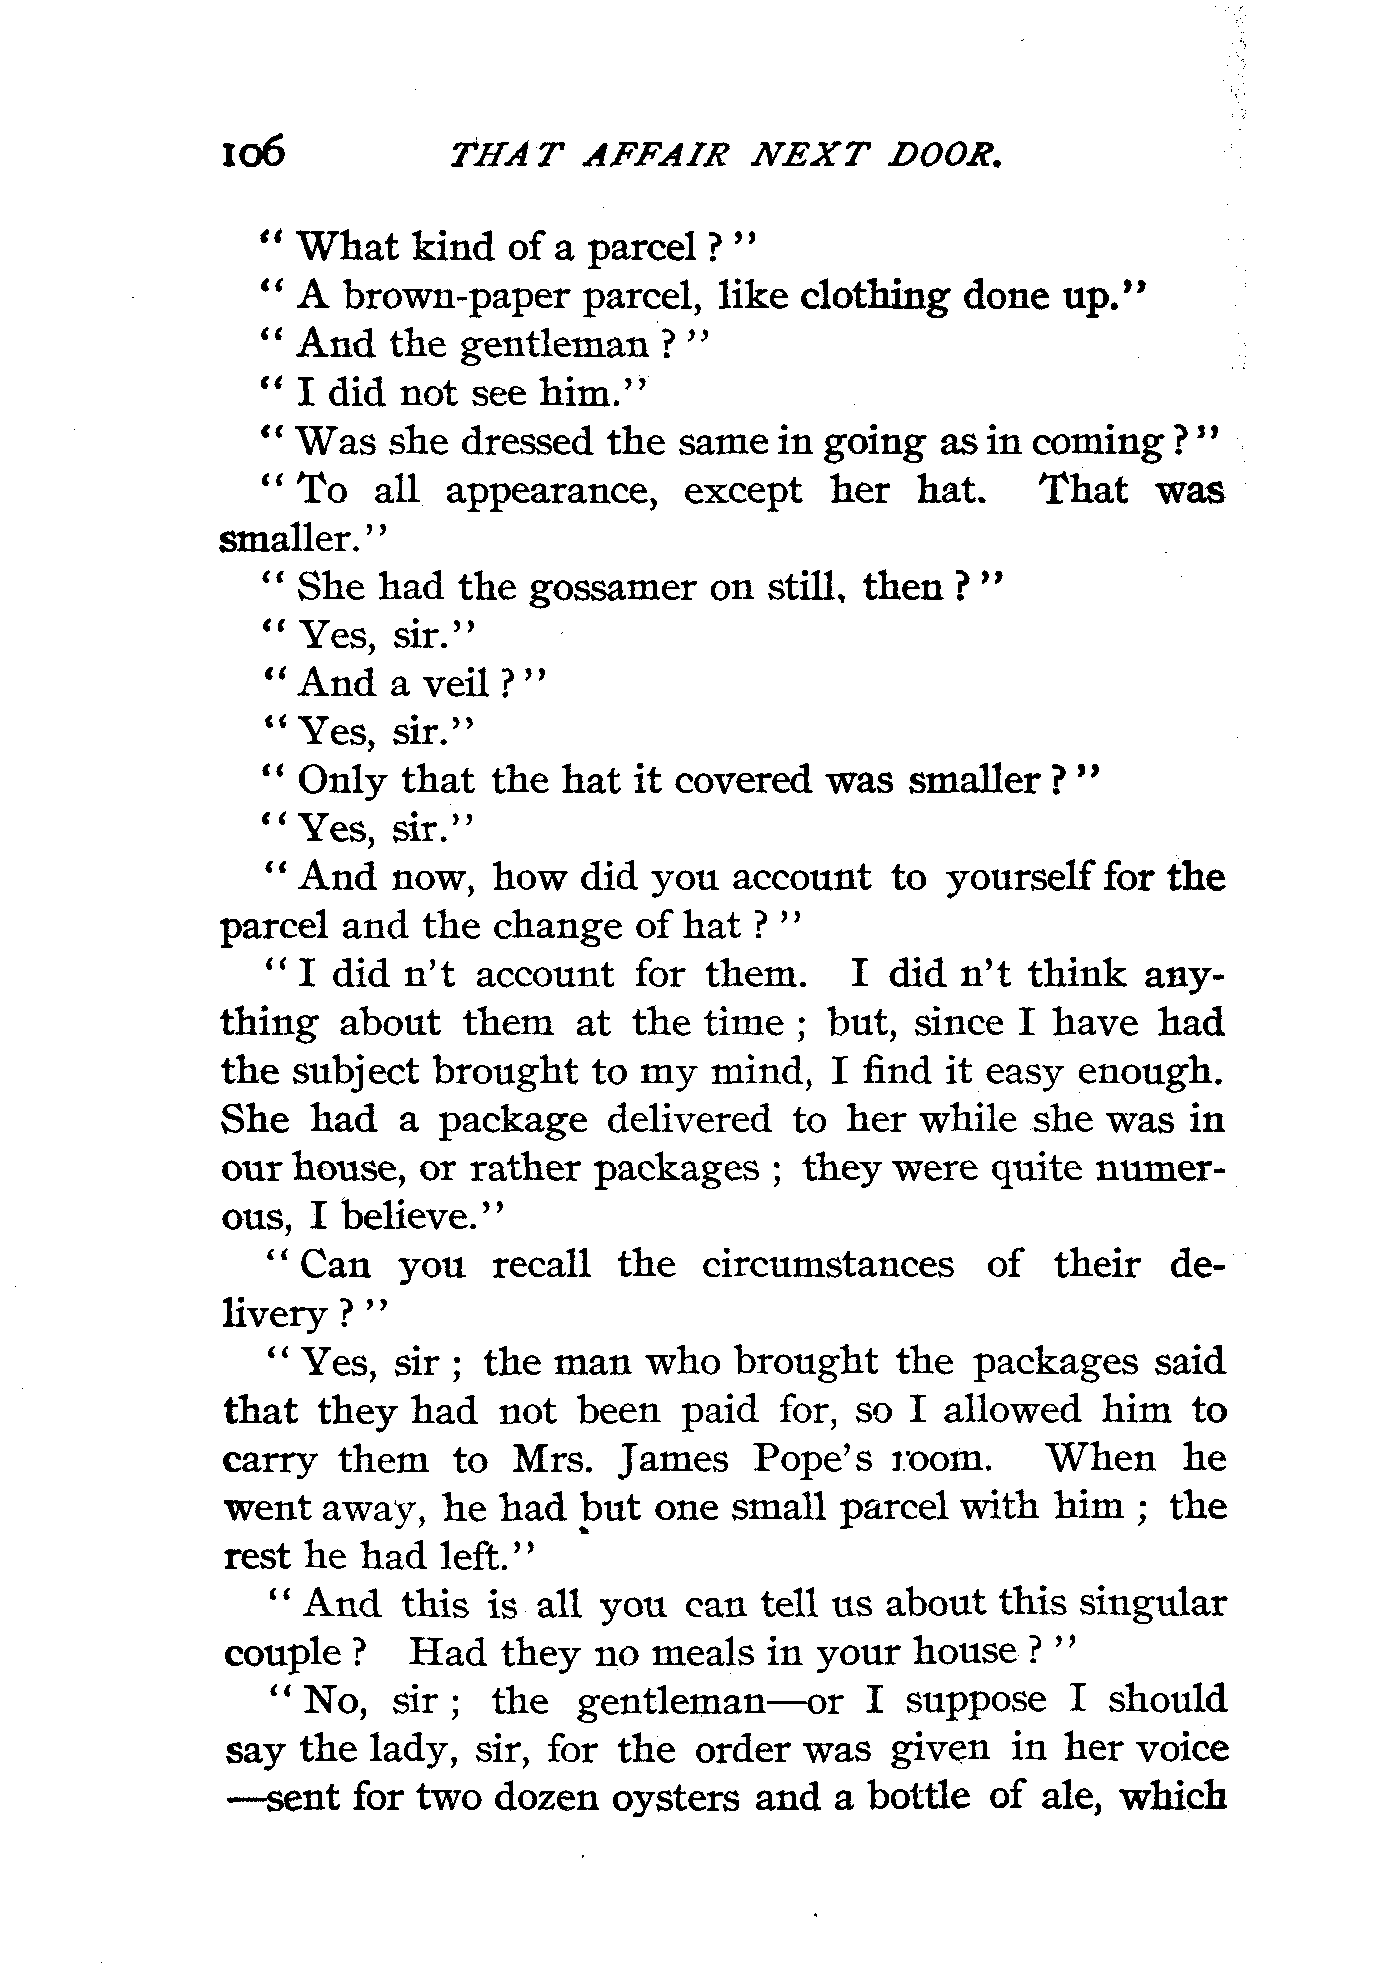 106 THAT AFFAIR NEXT DOOR.
" What kind of a parcel ? "
" A brown-paper parcel, like clothing done up."
" And the gentleman ? "
" I did not see him."
" Was she dressed the same in going as in coming ? "
" To all appearance, except her hat. That was
smaller."
" She had the gossamer on still, then ? "
" Yes, sir."
" And a veil ? "
" Yes, sir."
" Only that the hat it covered was smaller ? "
" Yes, sir."
" And now, how did you account to yourself for the
parcel and the change of hat ? "
" I did n't account for them. I did n't think any-
thing about them at the time ; but, since I have had
the subject brought to my mind, I find it easy enough.
She had a package delivered to her while she was in
our house, or rather packages ; they were quite numer-
ous, I believe."
" Can you recall the circumstances of their de-
livery ? "
" Yes, sir ; the man who brought the packages said
that they had not been paid for, so I allowed him to
carry them to Mrs. James Pope's room. When he
went away, he had but one small parcel with him ; the
rest he had left."
" And this is all you can tell us about this singular
couple ? Had they no meals in your house ? "
" No, sir ; the gentleman—or I suppose I should
say the lady, sir, for the order was given in her voice
—sent for two dozen oysters and a bottle of ale, which